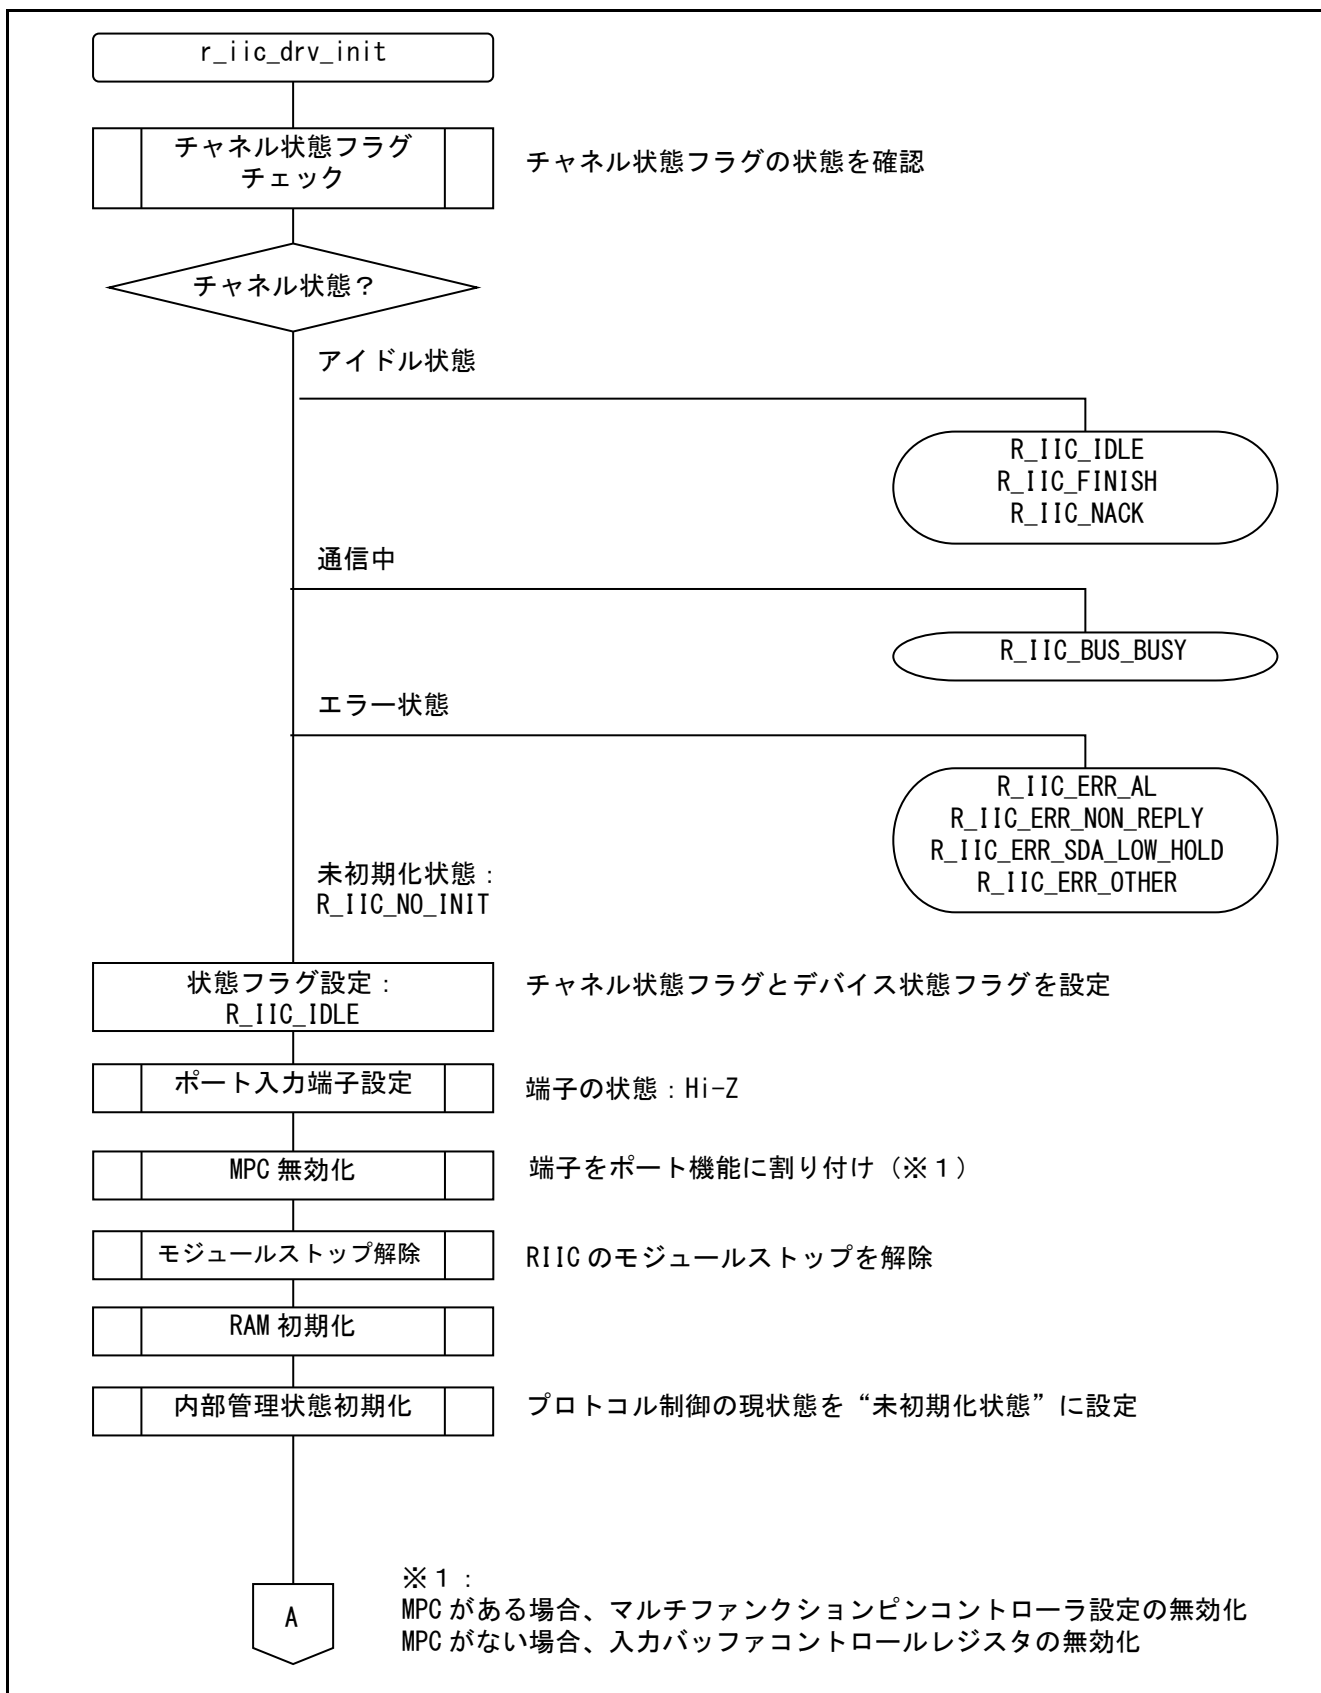 r_iic_drv_init
チャネル状態フラグ
チェック
チャネル状態フラグの状態を確認
チャネル状態？
アイドル状態
R_IIC_IDLE
R_IIC_FINISH
R_IIC_NACK
通信中
R_IIC_BUS_BUSY
エラー状態
R_IIC_ERR_AL
R_IIC_ERR_NON_REPLY
R_IIC_ERR_SDA_LOW_HOLD
R_IIC_ERR_OTHER
未初期化状態：
R_IIC_NO_INIT
状態フラグ設定：
R_IIC_IDLE
チャネル状態フラグとデバイス状態フラグを設定
ポート入力端子設定
端子の状態：Hi-Z
MPC 無効化
端子をポート機能に割り付け（※１）
モジュールストップ解除
RIIC のモジュールストップを解除
RAM 初期化
内部管理状態初期化
プロトコル制御の現状態を“未初期化状態”に設定
A
※１：
MPC がある場合、マルチファンクションピンコントローラ設定の無効化
MPC がない場合、入力バッファコントロールレジスタの無効化